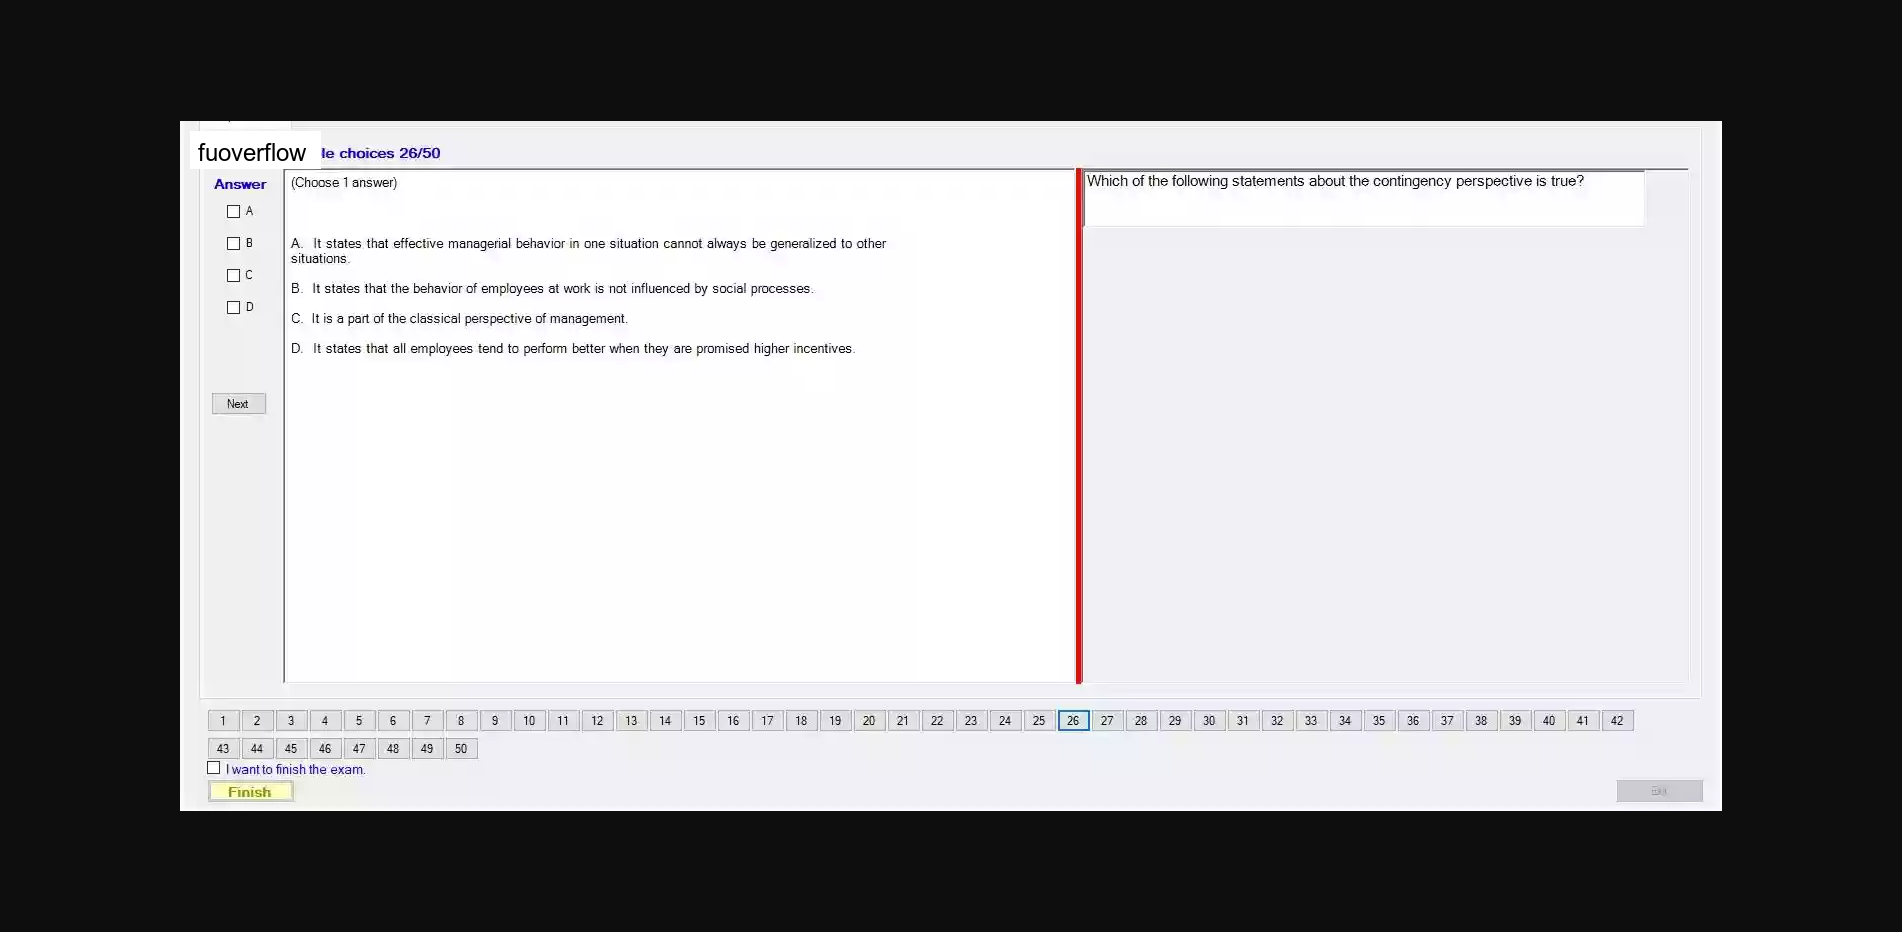 fuoverflow
le choices 26/50
Answer
(Choose 1 answer)
Which of the following statements about the contingency perspective is true?
A
B
C
D
A. It states that effective managerial behavior in one situation cannot always be generalized to other
situations.
B. It states that the behavior of employees at work is not influenced by social processes.
C. It is a part of the classical perspective of management.
D. It states that all employees tend to perform better when they are promised higher incentives.
Next
1 2 3 4 5 6 7 8 9 10 11 12 13 14 15 16 17 18 19 20 21 22 23 24 25 26 27 28 29 30 31 32 33 34 35 36 37 38 39 40 41 42
43 44 45 46 47 48 49 50
I want to finish the exam.
Finish